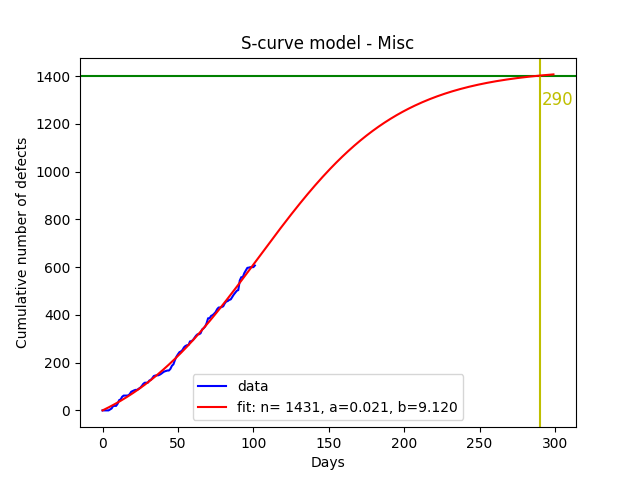 S-curve model - Misc
Cumulative number of defects
1400
1200
1000
800
600
400
200
0
290
data
fit: n= 1431, a=0.021, b=9.120
0 50 100 150 200 250 300
Days